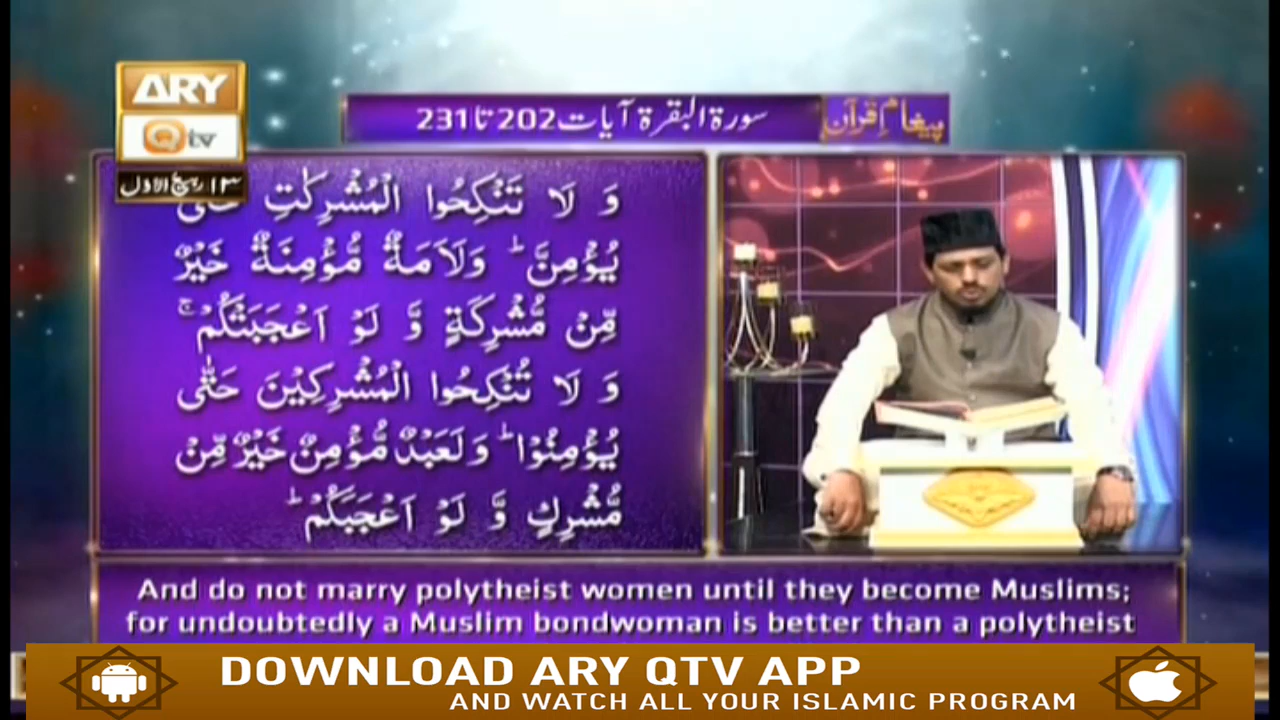 ARY
Qtv
۱۳ ربیع الاول
پیغامِ قرآن
سورۃ البقرۃ آیات 202 تا 231
وَ لَا تَنْكِحُوا الْمُشْرِكٰتِ حَتّٰى
یُؤْمِنَّؕ وَلَاَمَةٌ مُّؤْمِنَةٌ خَیْرٌ
مِّنْ مُّشْرِكَةٍ وَّ لَوْ اَعْجَبَتْكُمْۚ
وَ لَا تُنْكِحُوا الْمُشْرِكِیْنَ حَتّٰى
یُؤْمِنُوْاؕ وَلَعَبْدٌ مُّؤْمِنٌ خَیْرٌ مِّنْ
مُّشْرِكٍ وَّ لَوْ اَعْجَبَكُمْؕ
And do not marry polytheist women until they become Muslims;
for undoubtedly a Muslim bondwoman is better than a polytheist
DOWNLOAD ARY QTV APP
AND WATCH ALL YOUR ISLAMIC PROGRAM